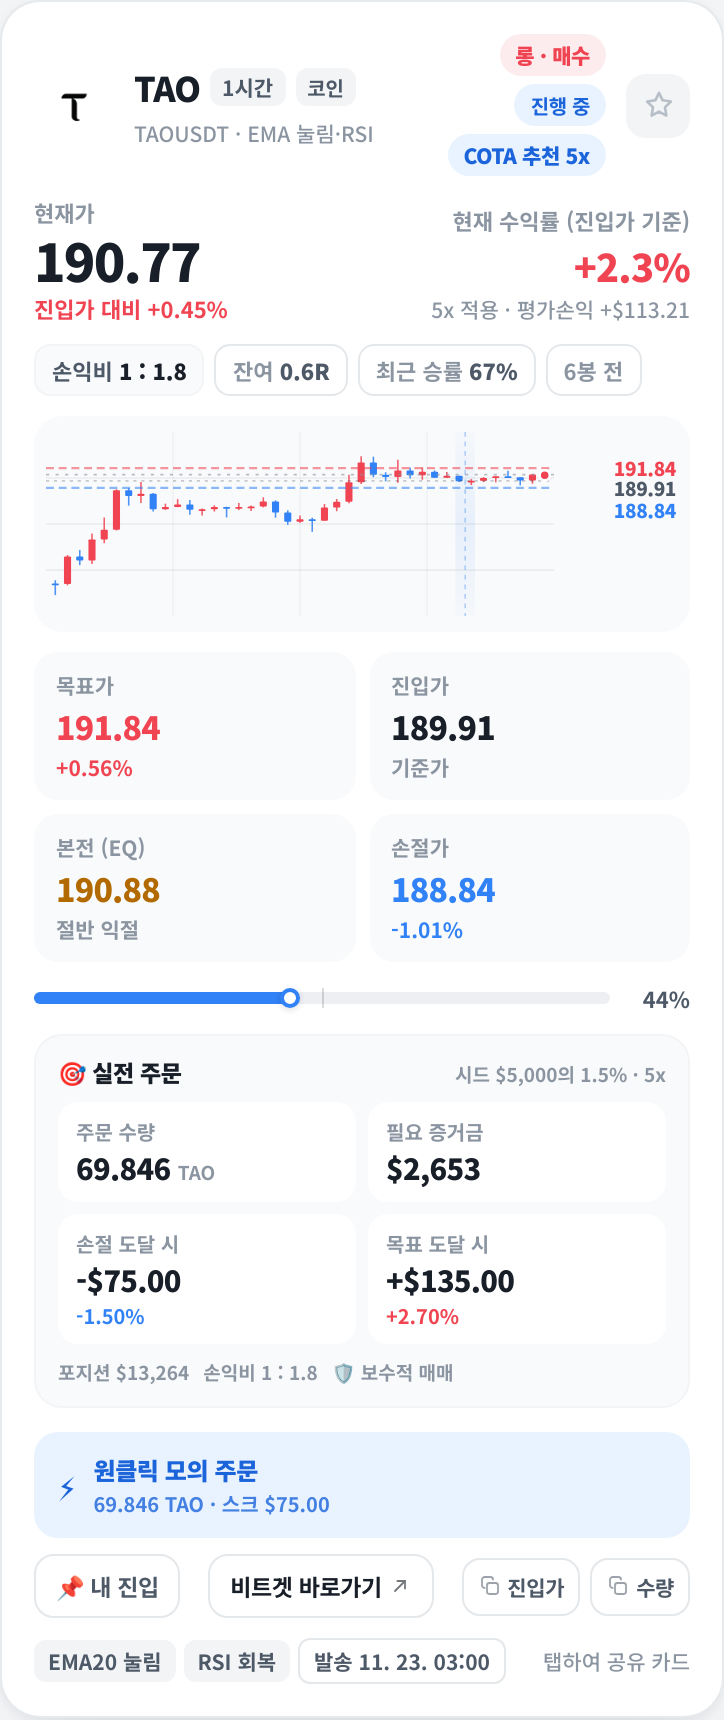 롱 · 매수
TAO 1시간 코인
진행 중
TAOUSDT · EMA 눌림·RSI
COTA 추천 5x
현재가
현재 수익률 (진입가 기준)
190.77
+2.3%
진입가 대비 +0.45%
5x 적용 · 평가손익 +$113.21
손익비 1 : 1.8
잔여 0.6R
최근 승률 67%
6봉 전
191.84
189.91
188.84
목표가
191.84
+0.56%
진입가
189.91
기준가
본전 (EQ)
190.88
절반 익절
손절가
188.84
-1.01%
44%
🎯 실전 주문
시드 $5,000의 1.5% · 5x
주문 수량
69.846 TAO
필요 증거금
$2,653
손절 도달 시
-$75.00
-1.50%
목표 도달 시
+$135.00
+2.70%
포지션 $13,264 손익비 1 : 1.8 🛡️ 보수적 매매
⚡ 원클릭 모의 주문
69.846 TAO · 스크 $75.00
📌 내 진입
비트겟 바로가기 ↗
진입가
수량
EMA20 눌림
RSI 회복
발송 11. 23. 03:00
탭하여 공유 카드